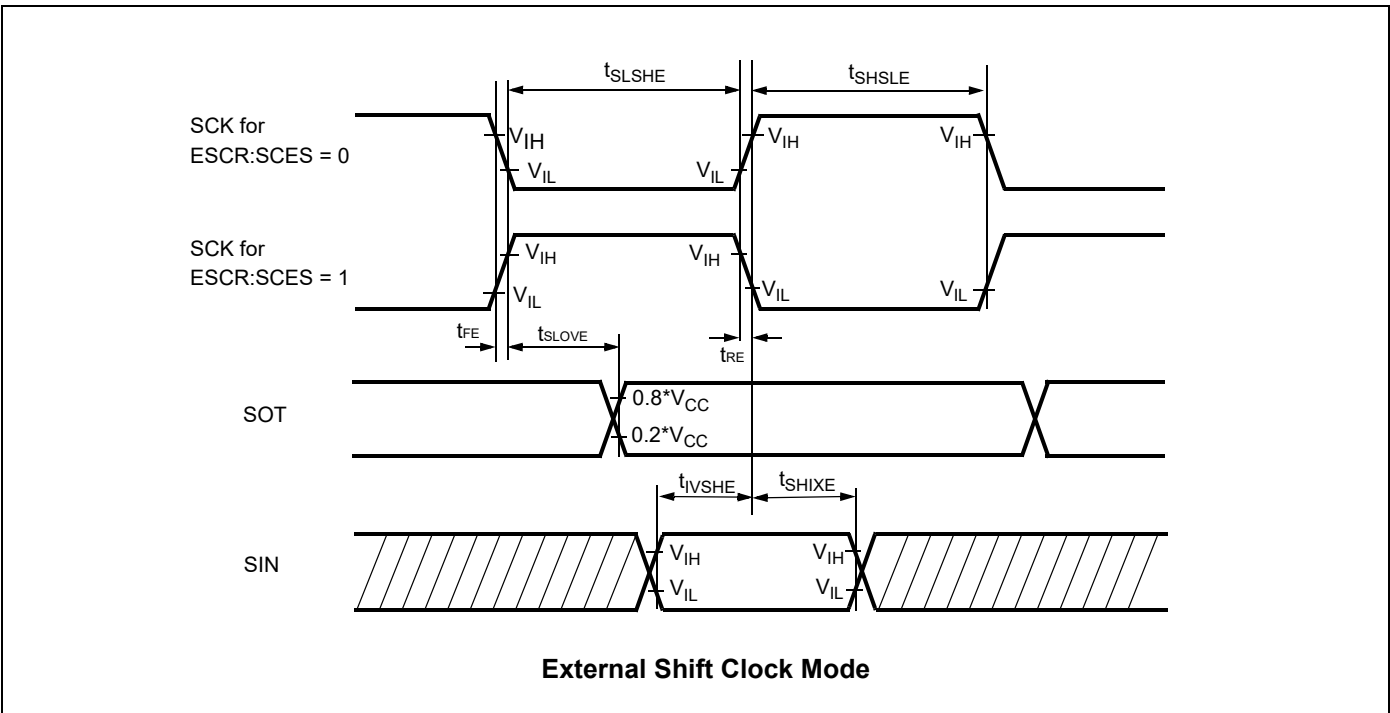 tSLSHE
tSHSLE
SCK for
ESCR:SCES = 0
VIH
VIL
VIL
VIH
VIH
SCK for
ESCR:SCES = 1
VIH
VIL
VIH
VIL
VIL
tFE
tSLOVE
tRE
SOT
0.8*VCC
0.2*VCC
tIVSHE
tSHIXE
SIN
VIH
VIL
VIH
VIL
External Shift Clock Mode